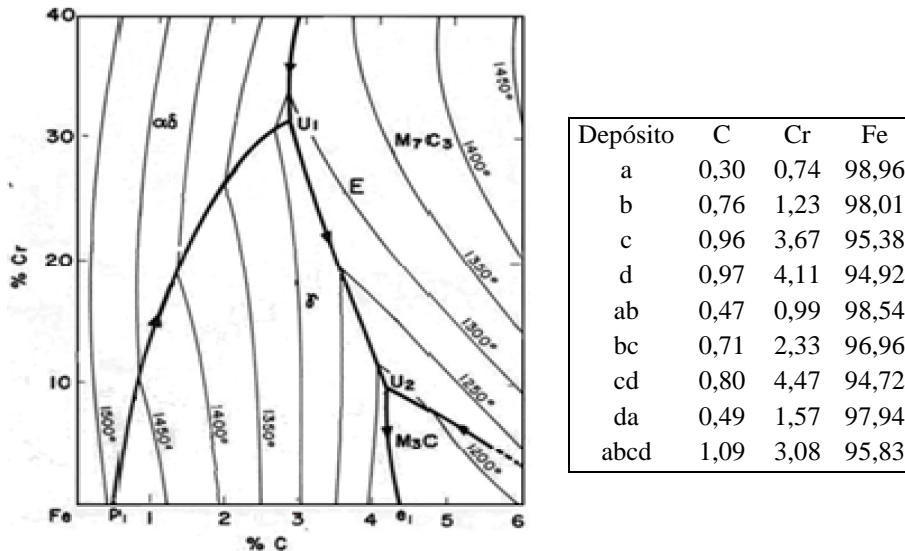 40
30
20
10
% Cr
αδ
U1
M7C3
E
1450°
1400°
1350°
1300°
1250°
1200°
U2
M3C
1500°
1450°
1400°
1350°
Fe P1 1 2 3 4 e1 5 6
% C
Depósito C Cr Fe
a 0,30 0,74 98,96
b 0,76 1,23 98,01
c 0,96 3,67 95,38
d 0,97 4,11 94,92
ab 0,47 0,99 98,54
bc 0,71 2,33 96,96
cd 0,80 4,47 94,72
da 0,49 1,57 97,94
abcd 1,09 3,08 95,83